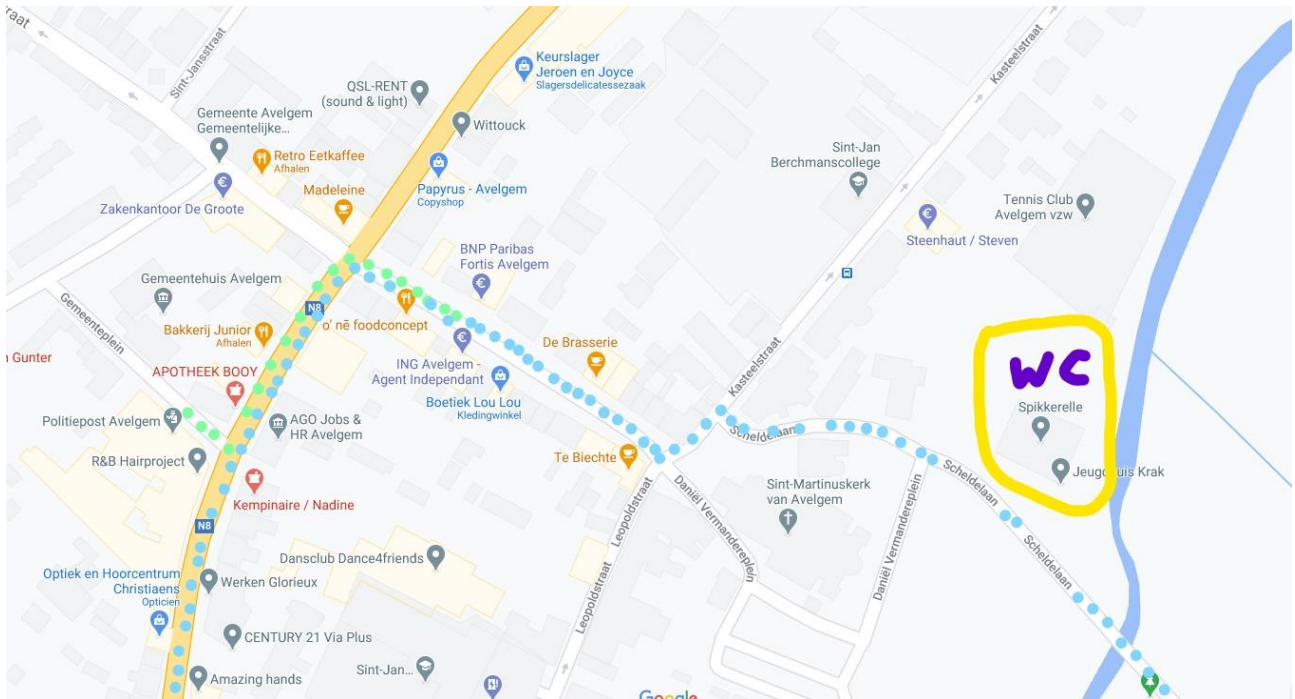 raat
Sint-Jansstraat
Gemeente Avelgem
Gemeentelijke...
Retro Eetkaffee
Afhalen
Zakenkantoor De Groote
Madeleine
QSL-RENT
(sound & light)
Keurslager
Jeroen en Joyce
Slagersdelicatessezaak
Wittouck
Papyrus - Avelgem
Copyshop
BNP Paribas
Fortis Avelgem
Kasteelstraat
Sint-Jan
Berchmanscollege
Tennis Club
Avelgem vzw
Steenhaut / Steven
Gemeentehuis Avelgem
Gemeenteplein
N8
Bakkerij Junior
Afhalen
n Gunter
APOTHEEK BOOY
o' nē foodconcept
ING Avelgem -
Agent Independant
De Brasserie
Boetiek Lou Lou
Kledingwinkel
Kasteelstraat
WC
Spikkerelle
Jeugdhuis Krak
Politiepost Avelgem
AGO Jobs &
HR Avelgem
R&B Hairproject
Kempinaire / Nadine
Te Biechte
Scheldelaan
Scheldelaan
Scheldelaan
Sint-Martinuskerk
van Avelgem
Daniël Vermandereplein
Daniël Vermandereplein
Leopoldstraat
Leopoldstraat
N8
Dansclub Dance4friends
Optiek en Hoorcentrum
Christiaens
Opticien
Werken Glorieux
CENTURY 21 Via Plus
Amazing hands
Sint-Jan...
Google